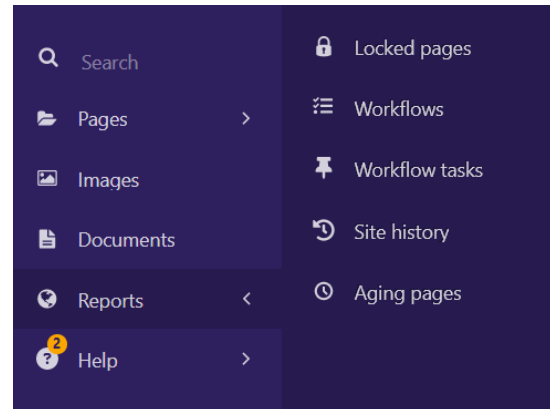 Search
Pages
Images
Documents
Reports
2
Help
Locked pages
Workflows
Workflow tasks
Site history
Aging pages